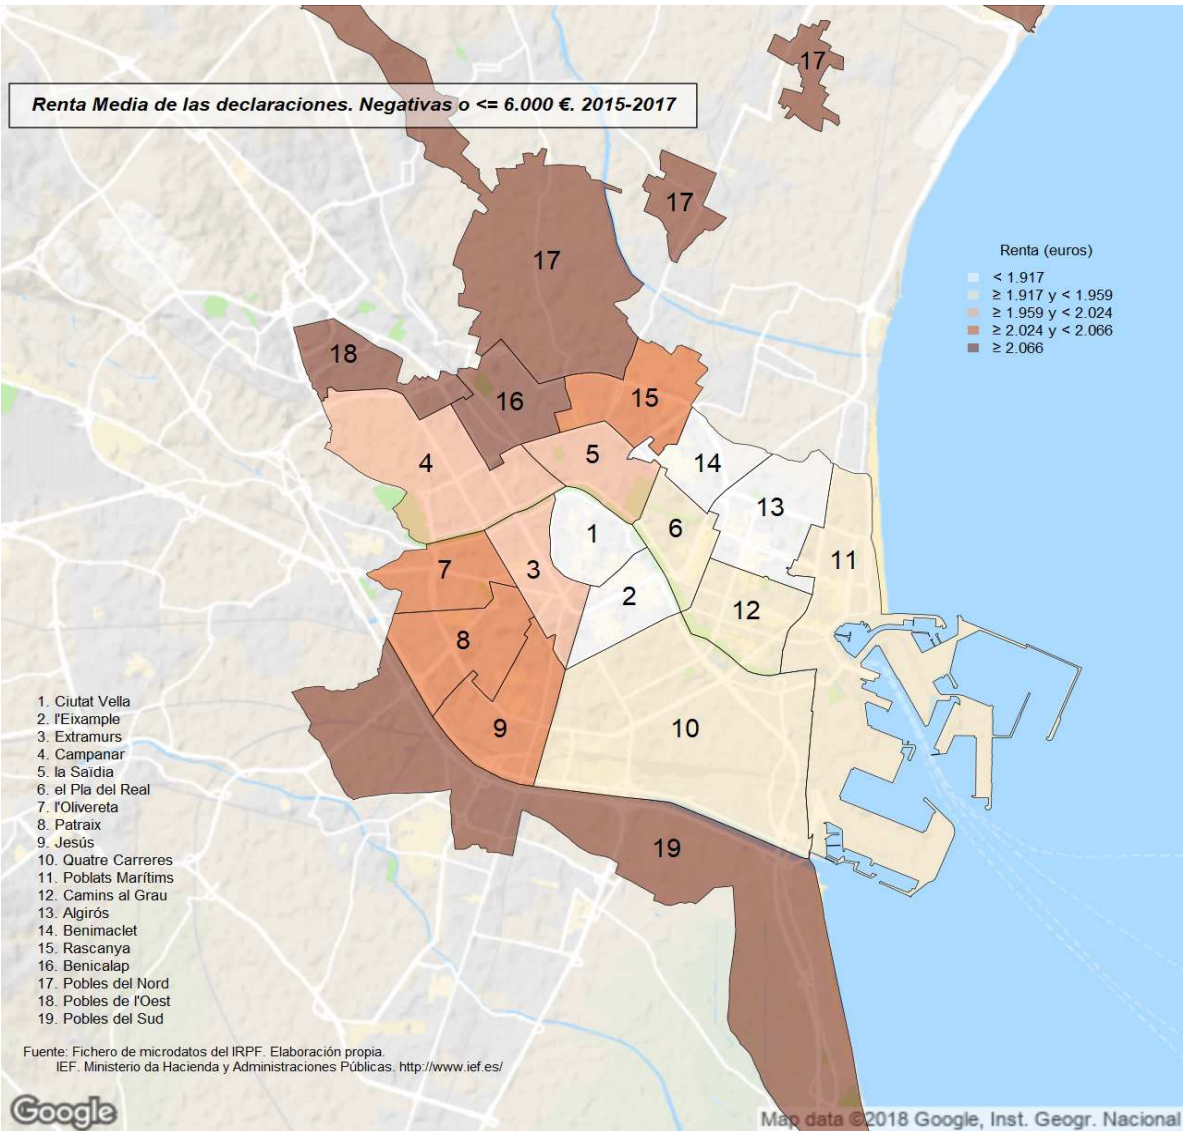 17
Renta Media de las declaraciones. Negativas o <= 6.000 €. 2015-2017
17
17
Renta (euros)
< 1.917
≥ 1.917 y < 1.959
≥ 1.959 y < 2.024
≥ 2.024 y < 2.066
≥ 2.066
18
16
15
4
5
14
13
1
6
11
7
3
2
12
8
9
10
19
1. Ciutat Vella
2. l'Eixample
3. Extramurs
4. Campanar
5. la Saïdia
6. el Pla del Real
7. l'Olivereta
8. Patraix
9. Jesús
10. Quatre Carreres
11. Poblats Marítims
12. Camins al Grau
13. Algirós
14. Benimaclet
15. Rascanya
16. Benicalap
17. Pobles del Nord
18. Pobles de l'Oest
19. Pobles del Sud
Fuente: Fichero de microdatos del IRPF. Elaboración propia.
IEF. Ministerio da Hacienda y Administraciones Públicas. http://www.ief.es/
Google
Map data ©2018 Google, Inst. Geogr. Nacional